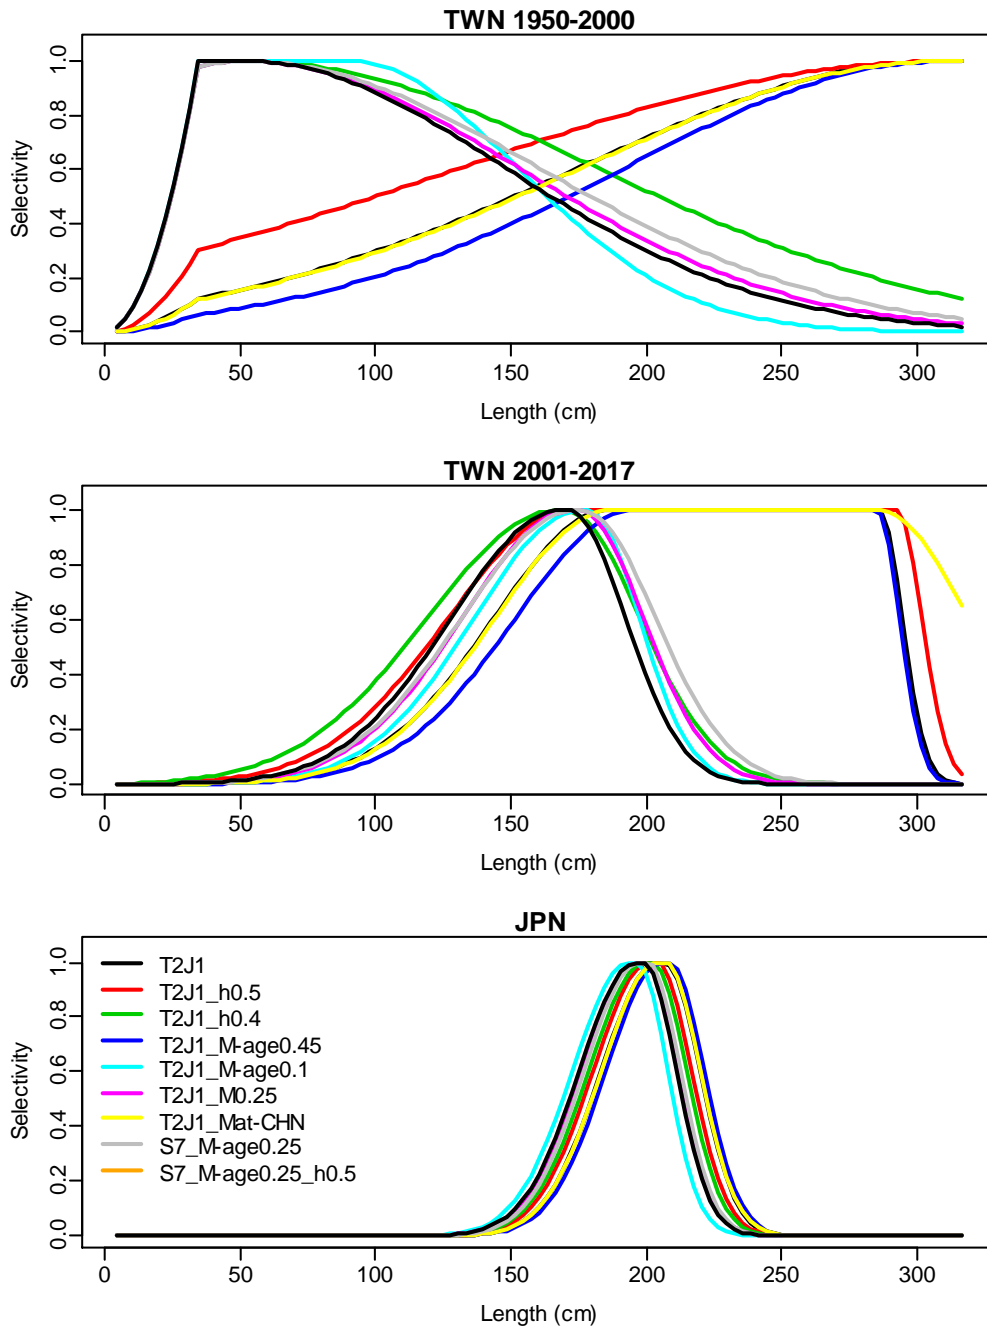 TWN 1950-2000
Selectivity
0.0 0.2 0.4 0.6 0.8 1.0
0 50 100 150 200 250 300
Length (cm)
TWN 2001-2017
Selectivity
0.0 0.2 0.4 0.6 0.8 1.0
0 50 100 150 200 250 300
Length (cm)
JPN
Selectivity
0.0 0.2 0.4 0.6 0.8 1.0
T2J1
T2J1_h0.5
T2J1_h0.4
T2J1_M-age0.45
T2J1_M-age0.1
T2J1_M0.25
T2J1_Mat-CHN
S7_M-age0.25
S7_M-age0.25_h0.5
0 50 100 150 200 250 300
Length (cm)